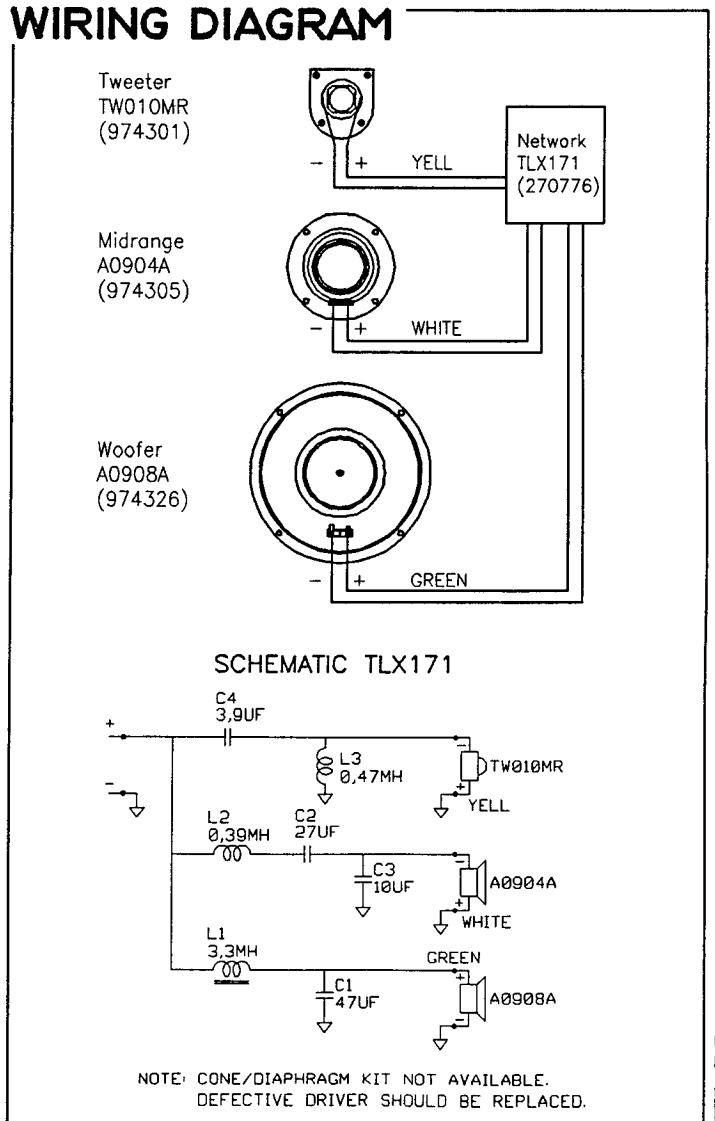 WIRING DIAGRAM
Tweeter
TW010MR
(974301)
- +
YELL
Network
TLX171
(270776)
Midrange
A0904A
(974305)
- +
WHITE
Woofer
A0908A
(974326)
- +
GREEN
SCHEMATIC TLX171
C4
3,9UF
+
-
L3
0,47MH
-
TW010MR
+
YELL
L2
0,39MH
C2
27UF
C3
10UF
-
A0904A
+
WHITE
L1
3,3MH
GREEN
C1
47UF
+
A0908A
-
NOTE: CONE/DIAPHRAGM KIT NOT AVAILABLE.
DEFECTIVE DRIVER SHOULD BE REPLACED.